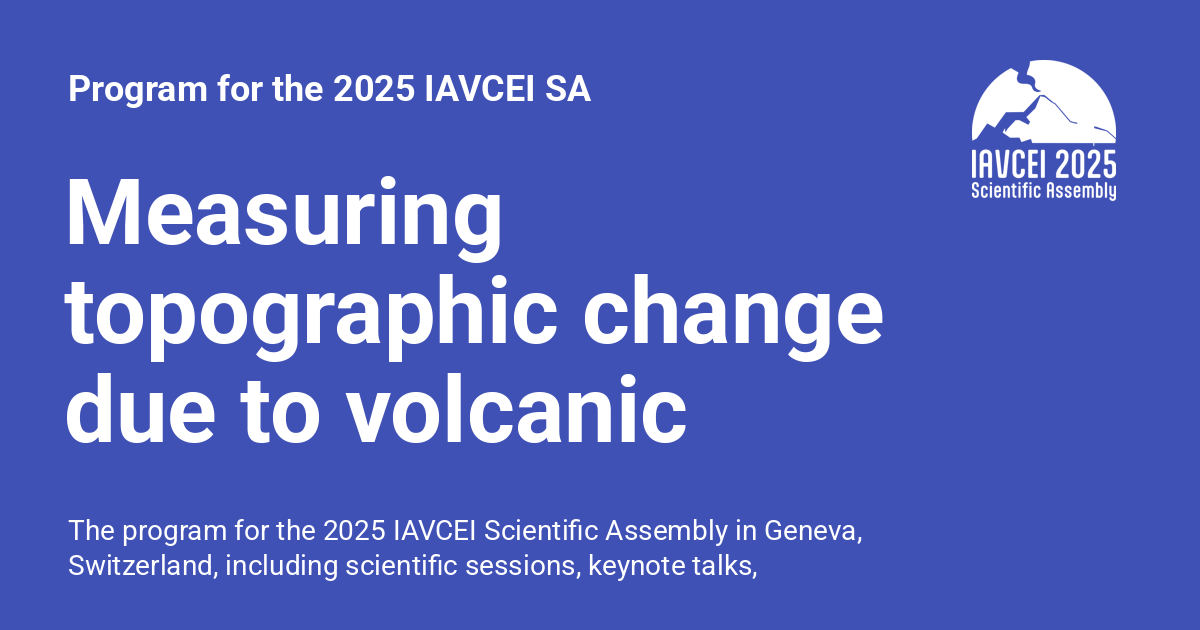 Program for the 2025 IAVCEI SA
IAVCEI 2025
Scientific Assembly
Measuring
topographic change
due to volcanic
The program for the 2025 IAVCEI Scientific Assembly in Geneva,
Switzerland, including scientific sessions, keynote talks,